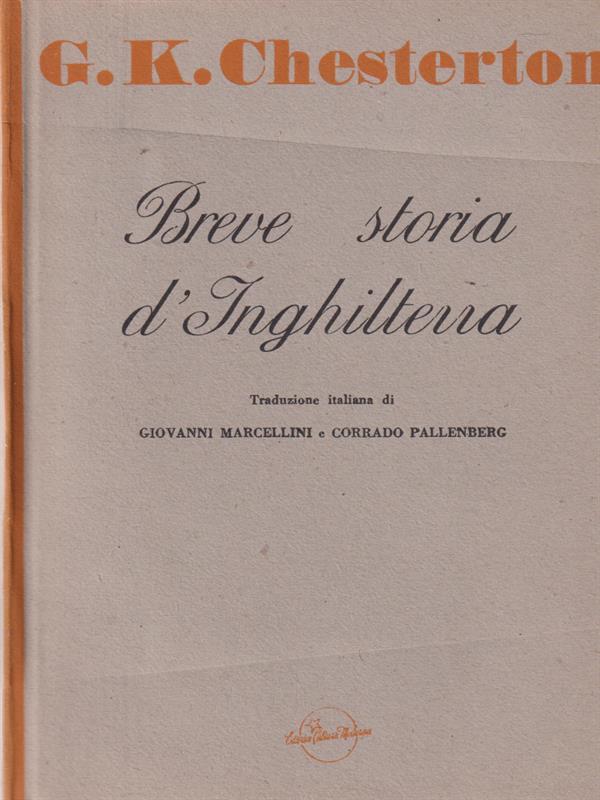 G. K. Chesterton
Breve storia
d'Inghilterra
Traduzione italiana di
GIOVANNI MARCELLINI e CORRADO PALLENBERG